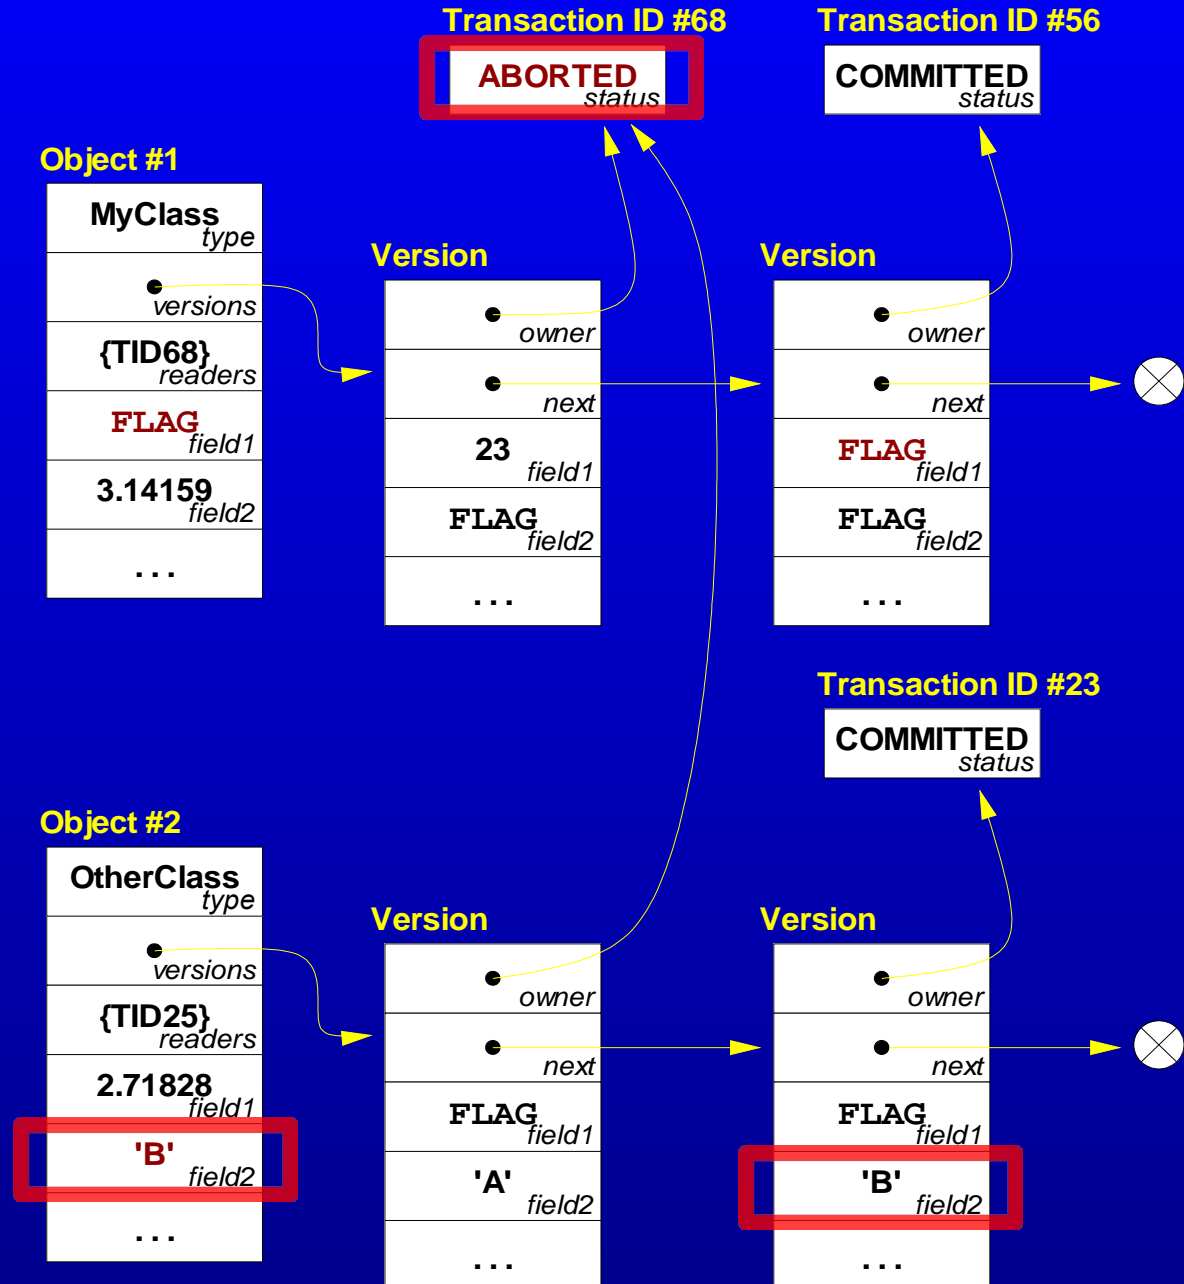 Transaction ID #68
Transaction ID #56
ABORTED
status
COMMITTED
status
Object #1
MyClass
type
versions
{TID68}
readers
FLAG
field1
3.14159
field2
...
Version
owner
next
23
field1
FLAG
field2
...
Version
owner
next
FLAG
field1
FLAG
field2
...
Transaction ID #23
COMMITTED
status
Object #2
OtherClass
type
versions
{TID25}
readers
2.71828
field1
'B'
field2
...
Version
owner
next
FLAG
field1
'A'
field2
...
Version
owner
next
FLAG
field1
'B'
field2
...